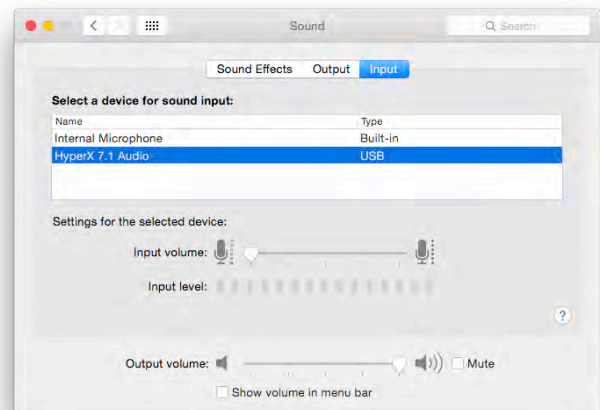 Sound
Search
Sound Effects Output Input
Select a device for sound input:
Name Type
Internal Microphone Built-in
HyperX 7.1 Audio USB
Settings for the selected device:
Input volume:
Input level:
?
Output volume: Mute
Show volume in menu bar